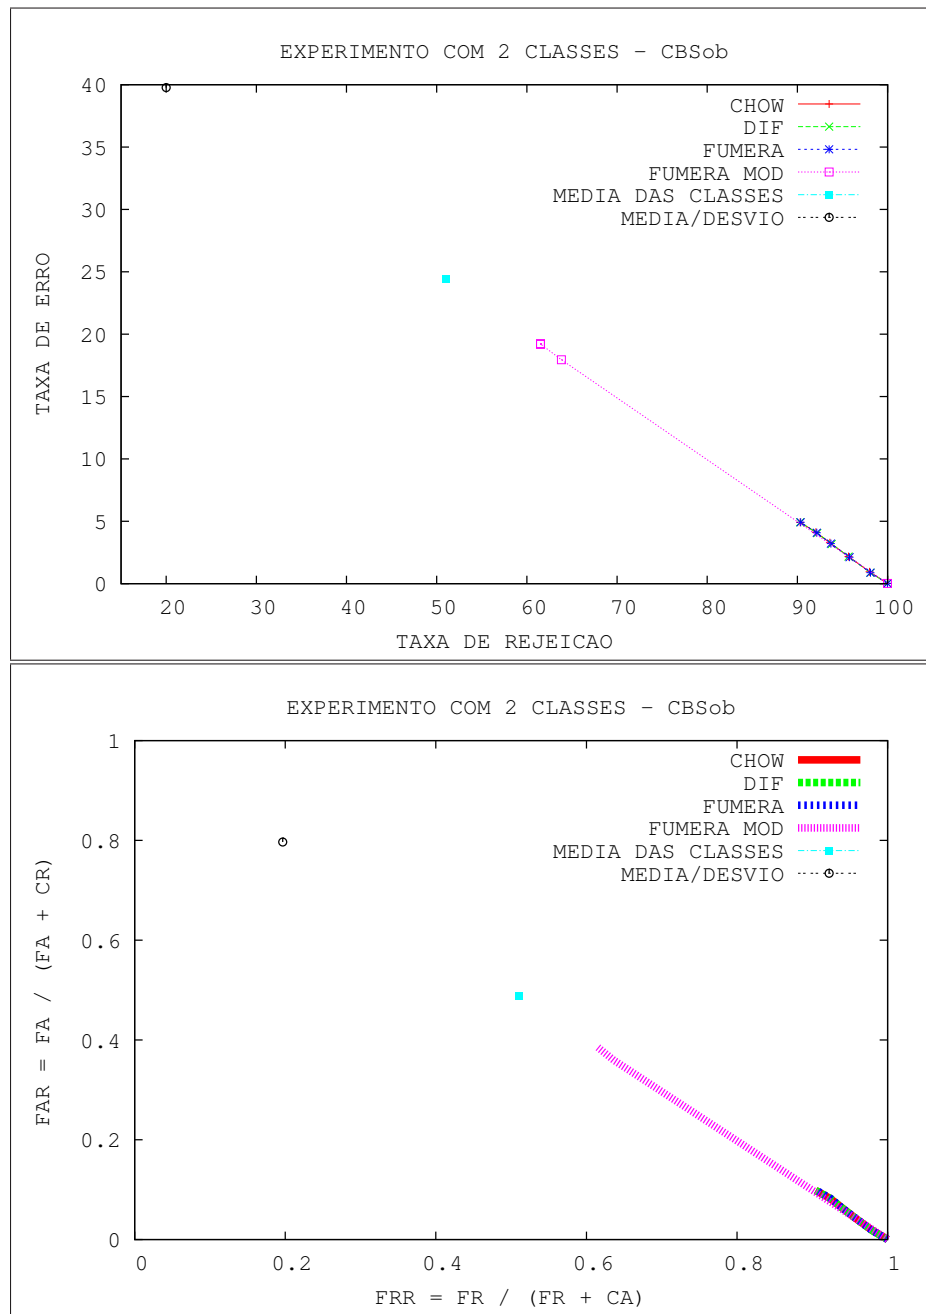 EXPERIMENTO COM 2 CLASSES - CBSob
40
35
30
25
20
15
10
5
0
TAXA DE ERRO
CHOW
DIF
FUMERA
FUMERA MOD
MEDIA DAS CLASSES
MEDIA/DESVIO
20 30 40 50 60 70 80 90 100
TAXA DE REJEICAO
EXPERIMENTO COM 2 CLASSES - CBSob
1
0.8
0.6
0.4
0.2
0
FAR = FA / (FA + CR)
CHOW
DIF
FUMERA
FUMERA MOD
MEDIA DAS CLASSES
MEDIA/DESVIO
0 0.2 0.4 0.6 0.8 1
FRR = FR / (FR + CA)